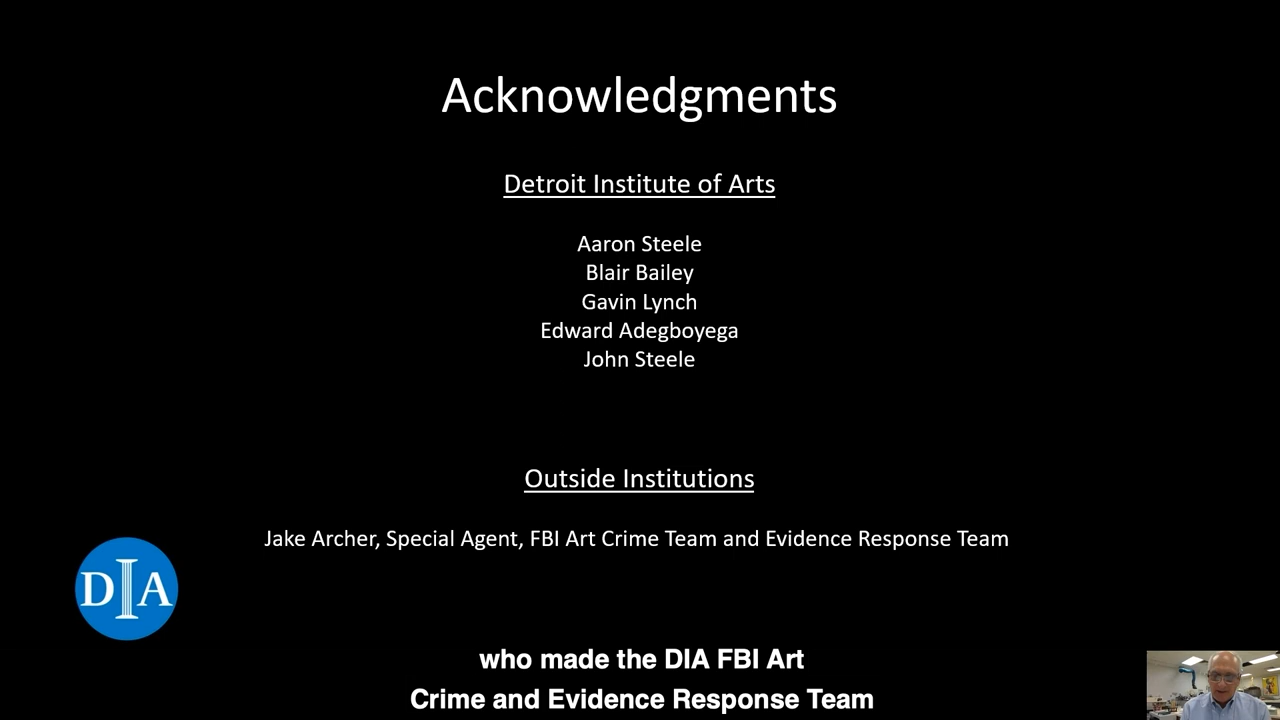 Acknowledgments
Detroit Institute of Arts
Aaron Steele
Blair Bailey
Gavin Lynch
Edward Adegboyega
John Steele
Outside Institutions
Jake Archer, Special Agent, FBI Art Crime Team and Evidence Response Team
DIA
who made the DIA FBI Art
Crime and Evidence Response Team